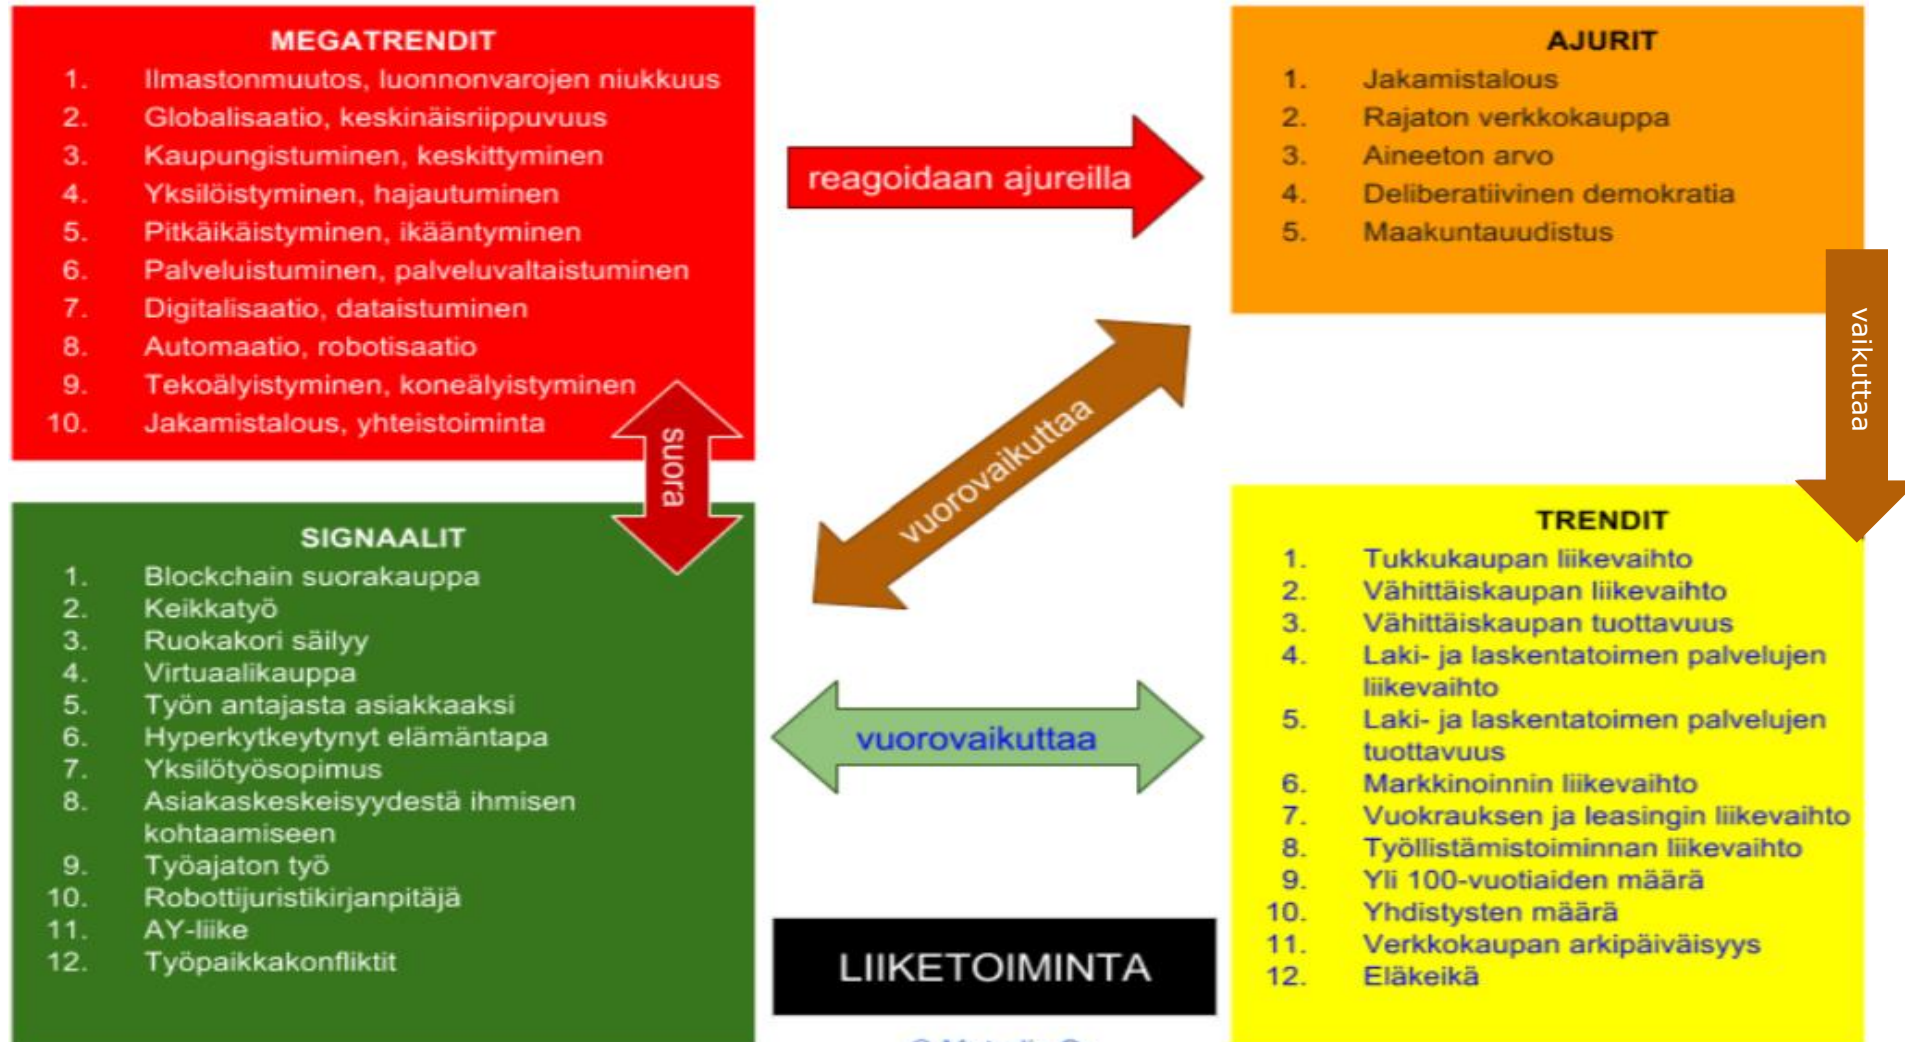 MEGATRENDIT
1. Ilmastonmuutos, luonnonvarojen niukkuus
2. Globalisaatio, keskinäisriippuvuus
3. Kaupungistuminen, keskittyminen
4. Yksilöistyminen, hajautuminen
5. Pitkäikäistyminen, ikääntyminen
6. Palveluistuminen, palveluvaltaistuminen
7. Digitalisaatio, dataistuminen
8. Automaatio, robotisaatio
9. Tekoälyistyminen, koneälyistyminen
10. Jakamistalous, yhteistoiminta
reagoidaan ajureilla
AJURIT
1. Jakamistalous
2. Rajaton verkkokauppa
3. Aineeton arvo
4. Deliberatiivinen demokratia
5. Maakuntauudistus
vaikuttaa
suora
vuorovaikuttaa
SIGNAALIT
1. Blockchain suorakauppa
2. Keikkatyö
3. Ruokakori säilyy
4. Virtuaalikauppa
5. Työn antajasta asiakkaaksi
6. Hyperkytkeytynyt elämäntapa
7. Yksilötyösopimus
8. Asiakaskeskeisyydestä ihmisen
kohtaamiseen
9. Työajaton työ
10. Robottijuristikirjanpitäjä
11. AY-liike
12. Työpaikkakonfliktit
vuorovaikuttaa
TRENDIT
1. Tukkukaupan liikevaihto
2. Vähittäiskaupan liikevaihto
3. Vähittäiskaupan tuottavuus
4. Laki- ja laskentatoimen palvelujen
liikevaihto
5. Laki- ja laskentatoimen palvelujen
tuottavuus
6. Markkinoinnin liikevaihto
7. Vuokrauksen ja leasingin liikevaihto
8. Työllistämistoiminnan liikevaihto
9. Yli 100-vuotiaiden määrä
10. Yhdistysten määrä
11. Verkkokaupan arkipäiväisyys
12. Eläkeikä
LIIKETOIMINTA